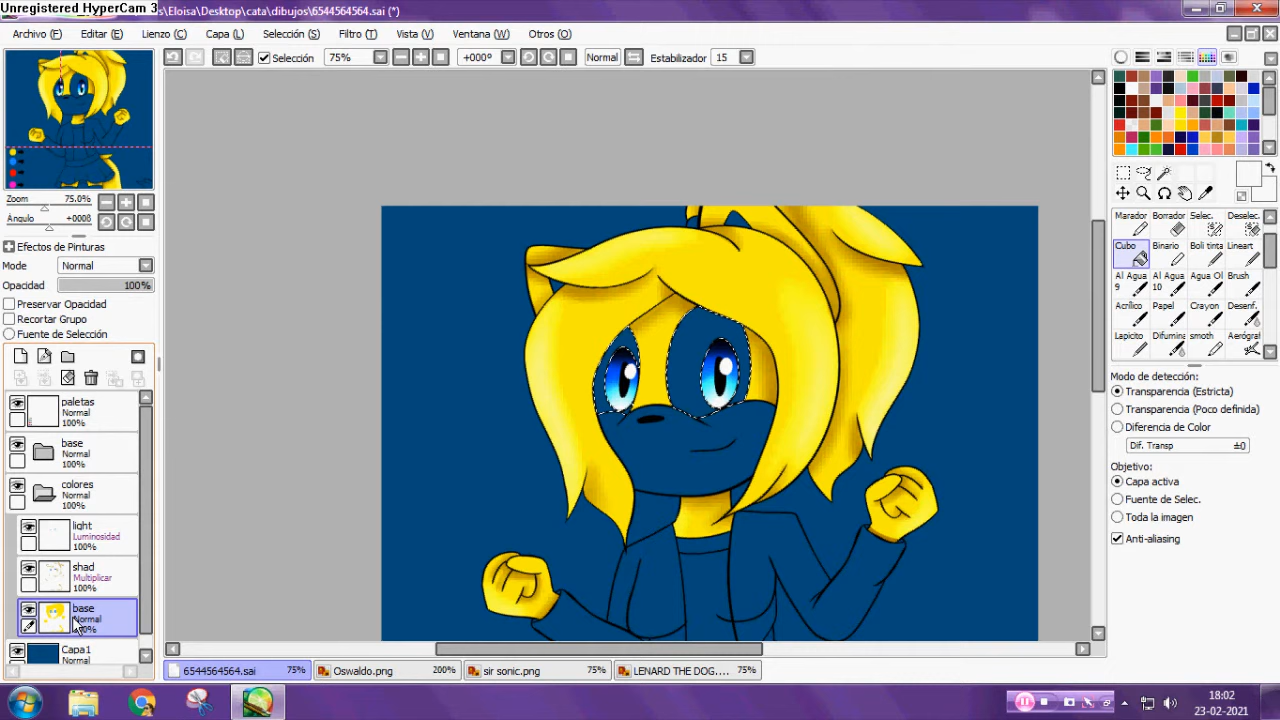 Unregistered HyperCam 3
s\Eloisa\Desktop\cata\dibujos\6544564564.sai (*)
Archivo (F) Editar (E) Lienzo (C) Capa (L) Selección (S) Filtro (T) Vista (V) Ventana (W) Otros (O)
Selección 75% +000º Normal Estabilizador 15
Zoom 75.0%
Ángulo +000ß
Efectos de Pinturas
Modo Normal
Opacidad 100%
Preservar Opacidad
Recortar Grupo
Fuente de Selección
paletas
Normal
100%
base
Normal
100%
colores
Normal
100%
light
Luminosidad
100%
shad
Multiplicar
100%
base
Normal
Capa1
Normal
Marador Borrador Selec. Deselec.
Cubo Binario Boli tinta Lineart
Al Agua 9 Al Agua 10 Agua Ol Brush
Acrílico Papel Crayon Desenf.
Lapicito Difumina smoth Aerógraf
Modo de detección:
Transparencia (Estricta)
Transparencia (Poco definida)
Diferencia de Color
Dif. Transp ±0
Objetivo:
Capa activa
Fuente de Selec.
Toda la imagen
Anti-aliasing
6544564564.sai 75% Oswaldo.png 200% sir sonic.png 75% LENARD THE DOG.... 75%
18:02
23-02-2021